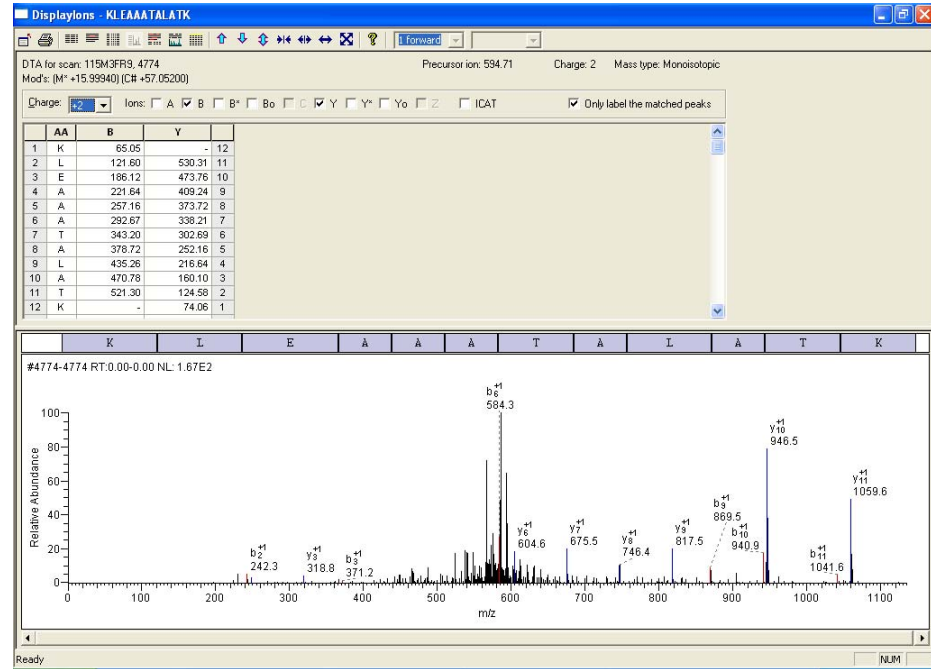 DisplayIons - KLEAAATALATK
1 forward
DTA for scan: 115M3FR9, 4774 Precursor ion: 594.71 Charge: 2 Mass type: Monoisotopic
Mod's: (M* +15.99940) (C# +57.05200)
Charge: +2 Ions: A B B* Bo C Y Y* Yo Z ICAT Only label the matched peaks
AA B Y
1 K 65.05 - 12
2 L 121.60 530.31 11
3 E 186.12 473.76 10
4 A 221.64 409.24 9
5 A 257.16 373.72 8
6 A 292.67 338.21 7
7 T 343.20 302.69 6
8 A 378.72 252.16 5
9 L 435.26 216.64 4
10 A 470.78 160.10 3
11 T 521.30 124.58 2
12 K - 74.06 1
K L E A A A T A L A T K
#4774-4774 RT:0.00-0.00 NL: 1.67E2
b6+1
584.3
y10+1
946.5
y11+1
1059.6
b9+1
869.5
y6+1
604.6
y7+1
675.5
y8+1
746.4
y9+1
817.5
b10+1
940.9
b11+1
1041.6
b2+1
242.3
y3+1
318.8
b3+1
371.2
Relative Abundance
100
80
60
40
20
0
0 100 200 300 400 500 600 700 800 900 1000 1100
m/z
Ready NUM